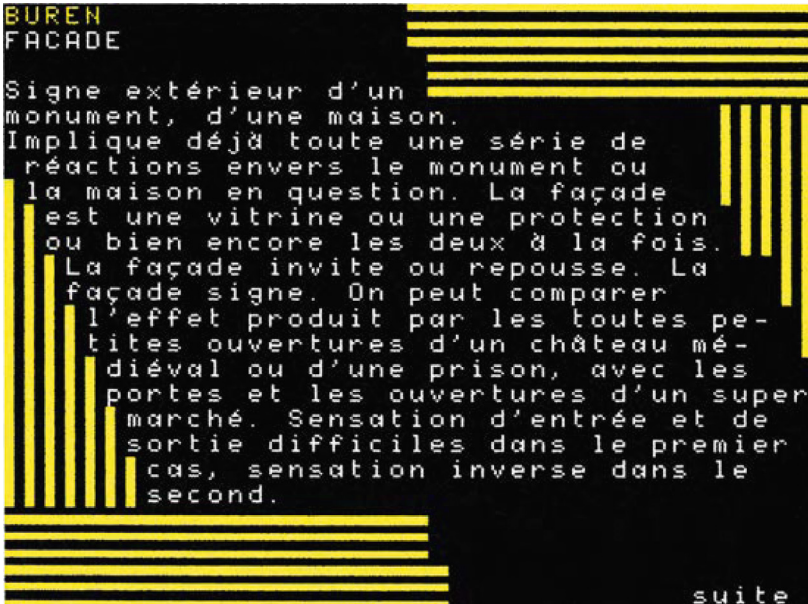 BUREN
FACADE
Signe extérieur d'un
monument, d'une maison.
Implique déjà toute une série de
réactions envers le monument ou
la maison en question. La façade
est une vitrine ou une protection
ou bien encore les deux à la fois.
La façade invite ou repousse. La
façade signe. On peut comparer
l'effet produit par les toutes pe-
tites ouvertures d'un château mé-
diéval ou d'une prison, avec les
portes et les ouvertures d'un super
marché. Sensation d'entrée et de
sortie difficiles dans le premier
cas, sensation inverse dans le
second.
suite